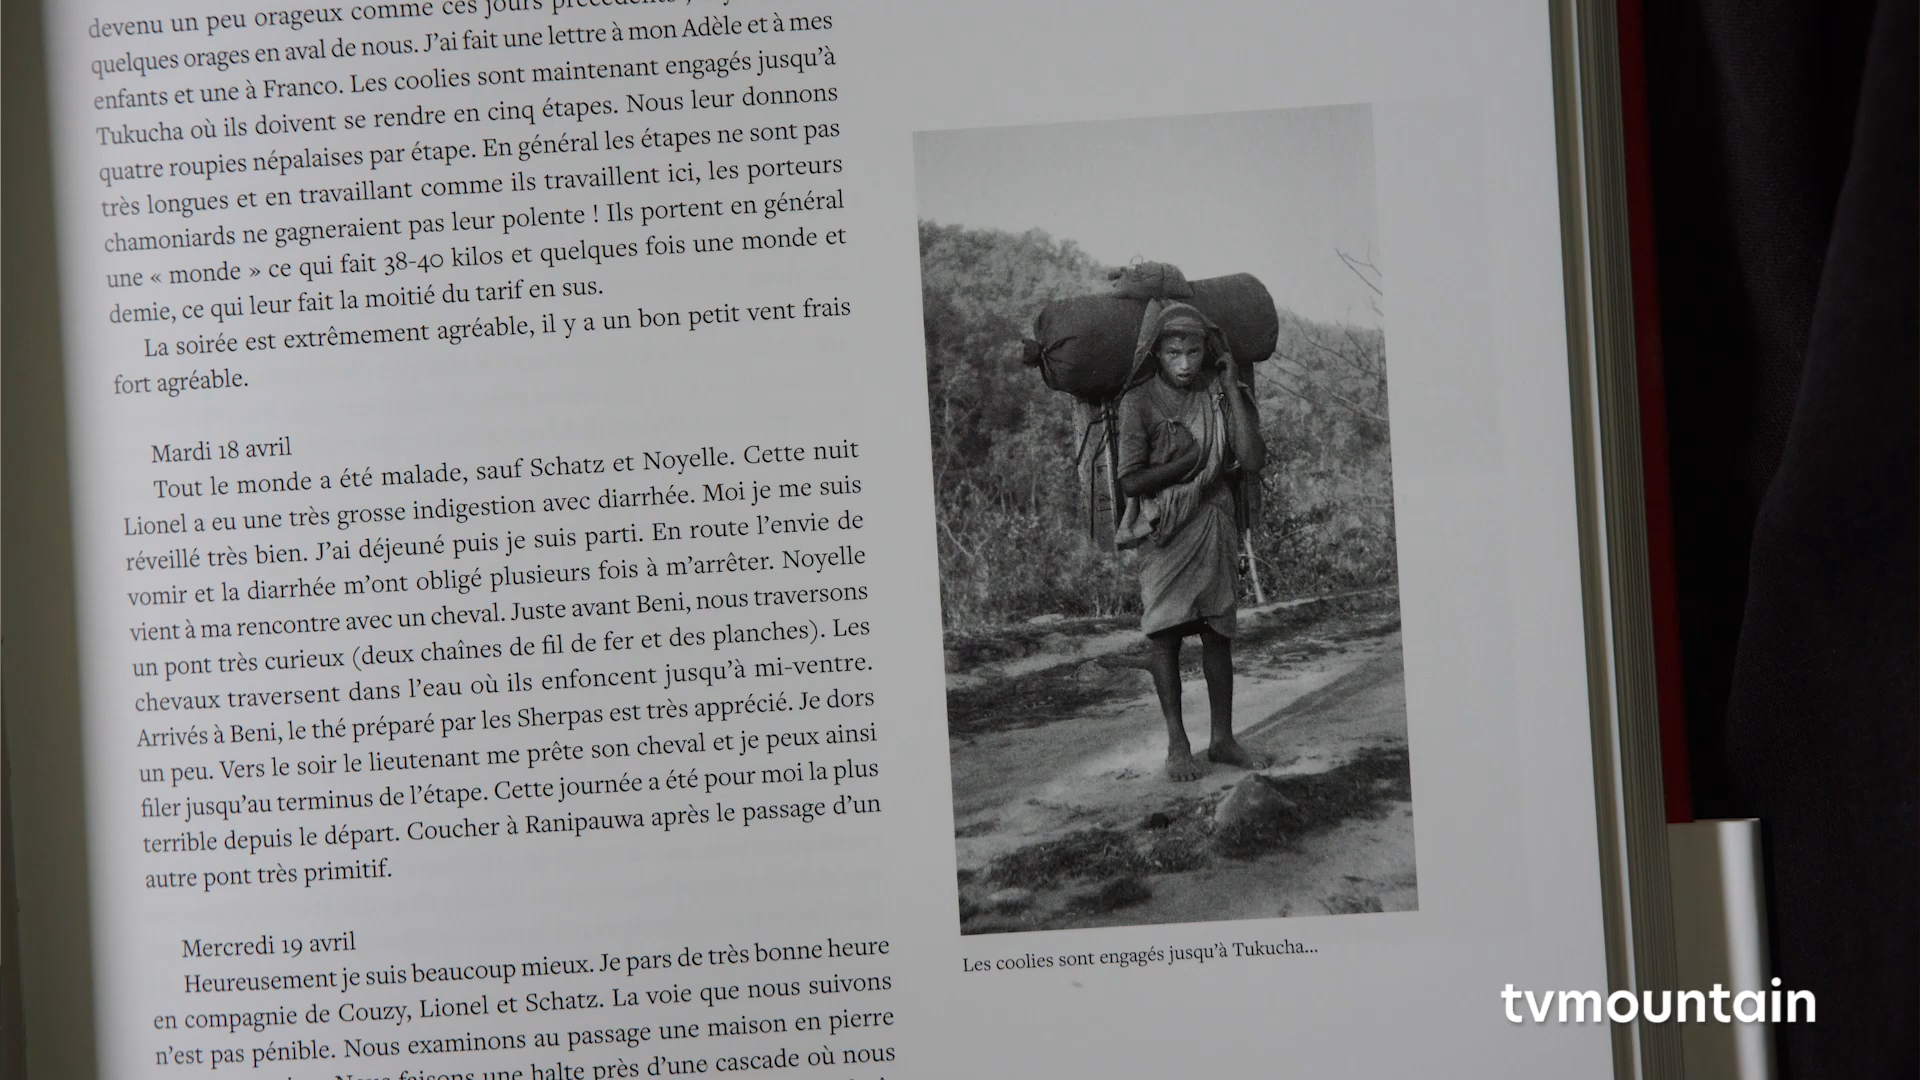 devenu un peu orageux comme ces jours
quelques orages en aval de nous. J'ai fait une lettre à mon Adèle et à mes
enfants et une à Franco. Les coolies sont maintenant engagés jusqu'à
Tukucha où ils doivent se rendre en cinq étapes. Nous leur donnons
quatre roupies népalaises par étape. En général les étapes ne sont pas
très longues et en travaillant comme ils travaillent ici, les porteurs
chamoniards ne gagneraient pas leur polente ! Ils portent en général
une « monde » ce qui fait 38-40 kilos et quelques fois une monde et
demie, ce qui leur fait la moitié du tarif en sus.
La soirée est extrêmement agréable, il y a un bon petit vent frais
fort agréable.
Mardi 18 avril
Tout le monde a été malade, sauf Schatz et Noyelle. Cette nuit
Lionel a eu une très grosse indigestion avec diarrhée. Moi je me suis
réveillé très bien. J'ai déjeuné puis je suis parti. En route l'envie de
vomir et la diarrhée m'ont obligé plusieurs fois à m'arrêter. Noyelle
vient à ma rencontre avec un cheval. Juste avant Beni, nous traversons
un pont très curieux (deux chaînes de fil de fer et des planches). Les
chevaux traversent dans l'eau où ils enfoncent jusqu'à mi-ventre.
Arrivés à Beni, le thé préparé par les Sherpas est très apprécié. Je dors
un peu. Vers le soir le lieutenant me prête son cheval et je peux ainsi
filer jusqu'au terminus de l'étape. Cette journée a été pour moi la plus
terrible depuis le départ. Coucher à Ranipauwa après le passage d'un
autre pont très primitif.
Mercredi 19 avril
Heureusement je suis beaucoup mieux. Je pars de très bonne heure
en compagnie de Couzy, Lionel et Schatz. La voie que nous suivons
n'est pas pénible. Nous examinons au passage une maison en pierre
Nous faisons une halte près d'une cascade où nous
Les coolies sont engagés jusqu'à Tukucha...
tvmountain